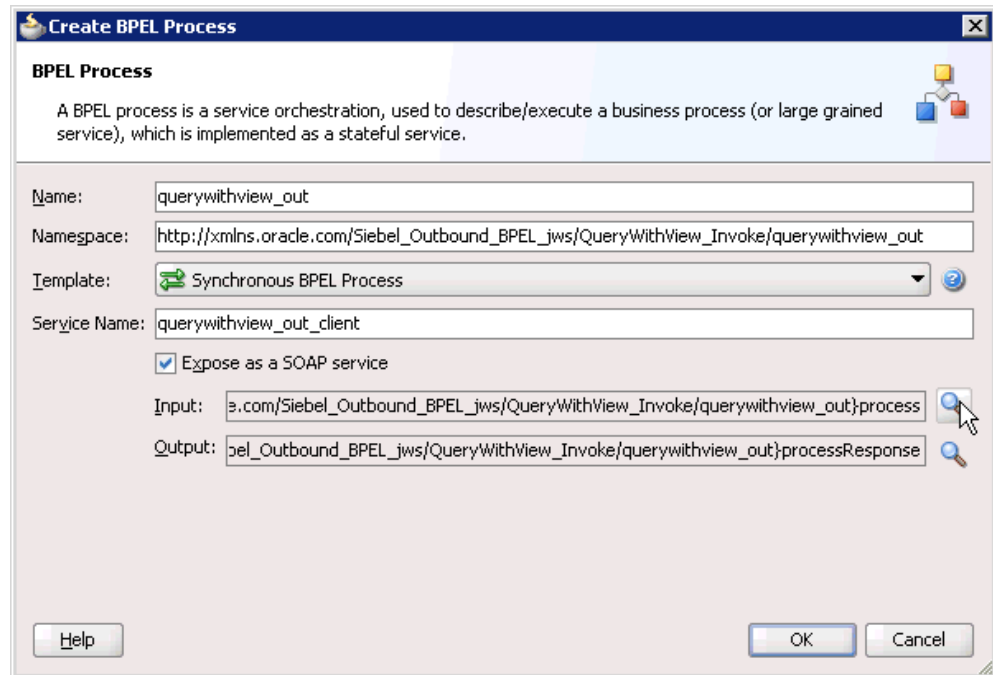 Create BPEL Process
BPEL Process
A BPEL process is a service orchestration, used to describe/execute a business process (or large grained
service), which is implemented as a stateful service.
Name: querywithview_out
Namespace: http://xmlns.oracle.com/Siebel_Outbound_BPEL_jws/QueryWithView_Invoke/querywithview_out
Template: Synchronous BPEL Process
Service Name: querywithview_out_client
Expose as a SOAP service
Input: e.com/Siebel_Outbound_BPEL_jws/QueryWithView_Invoke/querywithview_out}process
Output: bel_Outbound_BPEL_jws/QueryWithView_Invoke/querywithview_out}processResponse
Help OK Cancel